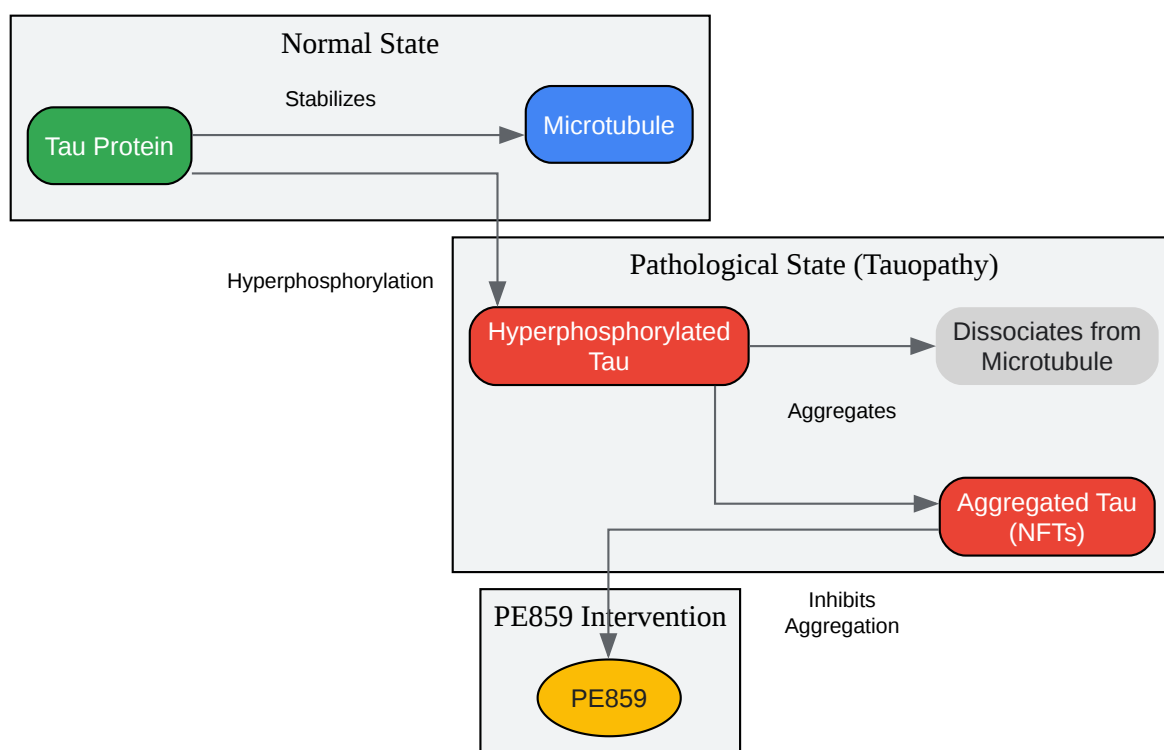 Normal State
Stabilizes
Tau Protein
Microtubule
Hyperphosphorylation
Pathological State (Tauopathy)
Hyperphosphorylated
Tau
Dissociates from
Microtubule
Aggregates
Aggregated Tau
(NFTs)
Inhibits
Aggregation
PE859 Intervention
PE859